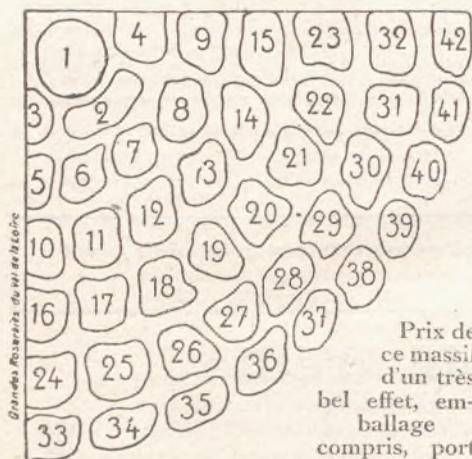 1 4 9 15 23 32 42
3 2 8 14 22 31 41
5 6 7 13 21 30 40
10 11 12 20 29 39
16 17 18 19 28 38
24 25 26 27 37
33 34 35 36
Grandes Roseraies du Val de la Loire
Prix de
ce massif
d'un très
bel effet, em-
ballage
compris, port